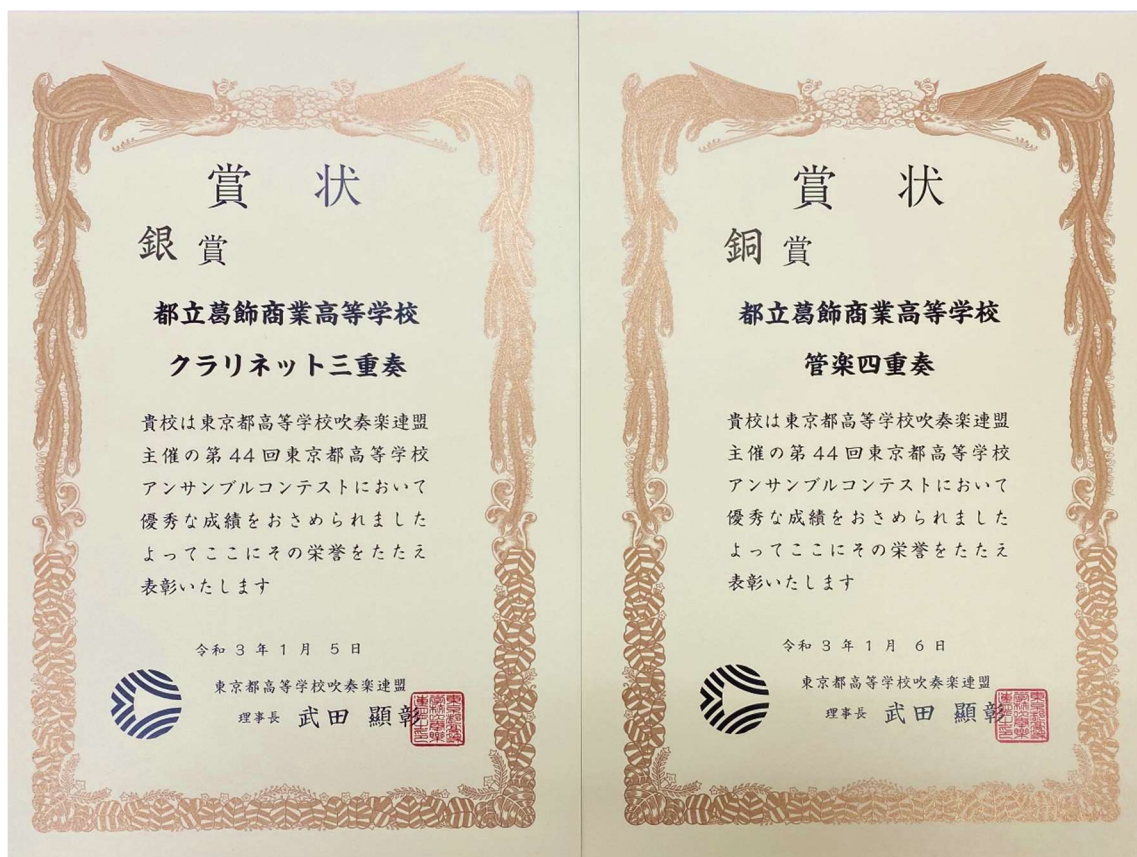 賞 状
銀 賞
都立葛飾商業高等学校
クラリネット三重奏
貴校は東京都高等学校吹奏楽連盟
主催の第44回東京都高等学校
アンサンブルコンテストにおいて
優秀な成績をおさめられました
よってここにその栄誉をたたえ
表彰いたします
令和3年1月5日
東京都高等学校吹奏楽連盟
理事長 武田 顯彰
賞 状
銅 賞
都立葛飾商業高等学校
管楽四重奏
貴校は東京都高等学校吹奏楽連盟
主催の第44回東京都高等学校
アンサンブルコンテストにおいて
優秀な成績をおさめられました
よってここにその栄誉をたたえ
表彰いたします
令和3年1月6日
東京都高等学校吹奏楽連盟
理事長 武田 顯彰